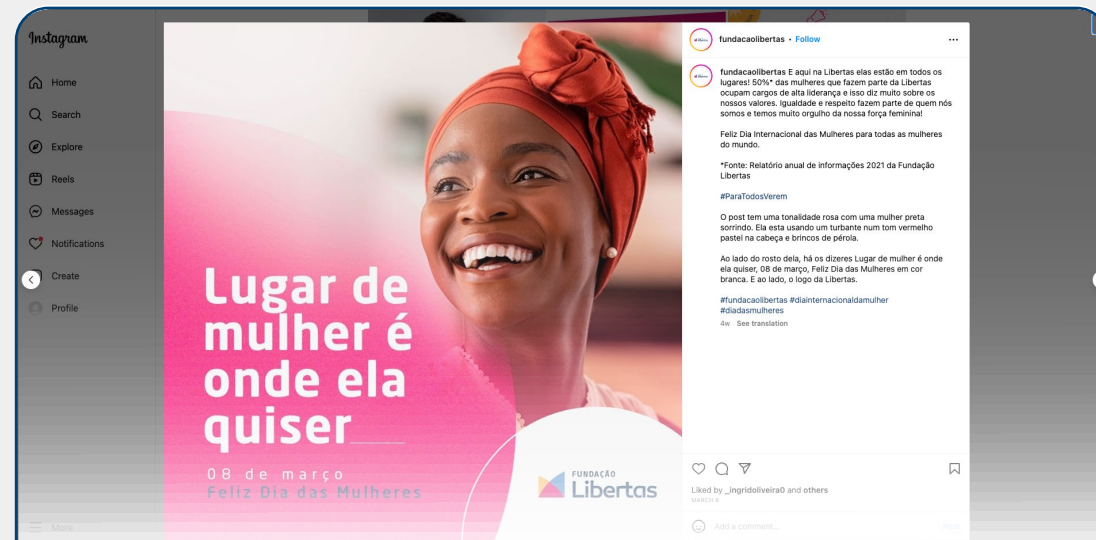 Instagram
Home
Search
Explore
Reels
Messages
Notifications
Create
Profile
More
Lugar de
mulher é
onde ela
quiser
08 de março
Feliz Dia das Mulheres
FUNDAÇÃO
Libertas
fundacaolibertas • Follow
fundacaolibertas E aqui na Libertas elas estão em todos os
lugares! 50%* das mulheres que fazem parte da Libertas
ocupam cargos de alta liderança e isso diz muito sobre os
nossos valores. Igualdade e respeito fazem parte de quem nós
somos e temos muito orgulho da nossa força feminina!
Feliz Dia Internacional das Mulheres para todas as mulheres
do mundo.
*Fonte: Relatório anual de informações 2021 da Fundação
Libertas
#ParaTodosVerem
O post tem uma tonalidade rosa com uma mulher preta
sorrindo. Ela esta usando um turbante num tom vermelho
pastel na cabeça e brincos de pérola.
Ao lado do rosto dela, há os dizeres Lugar de mulher é onde
ela quiser, 08 de março, Feliz Dia das Mulheres em cor
branca. E ao lado, o logo da Libertas.
#fundacaolibertas #diainternacionaldamulher
#diadasmulheres
4w See translation
Liked by _ingridoliveira0 and others
MARCH 8
Add a comment...